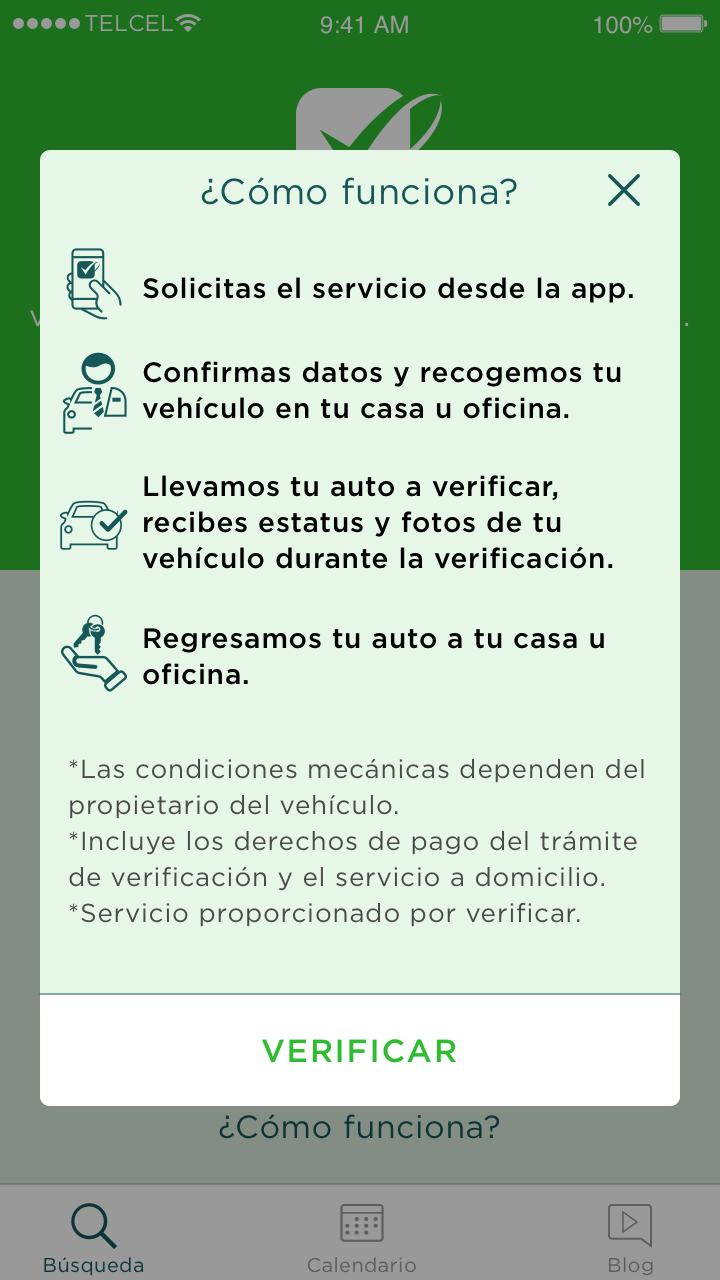 TELCEL 9:41 AM 100%
¿Cómo funciona?
Solicitas el servicio desde la app.
Confirmas datos y recogemos tu
vehículo en tu casa u oficina.
Llevamos tu auto a verificar,
recibes estatus y fotos de tu
vehículo durante la verificación.
Regresamos tu auto a tu casa u
oficina.
*Las condiciones mecánicas dependen del
propietario del vehículo.
*Incluye los derechos de pago del trámite
de verificación y el servicio a domicilio.
*Servicio proporcionado por verificar.
VERIFICAR
¿Cómo funciona?
Búsqueda Calendario Blog